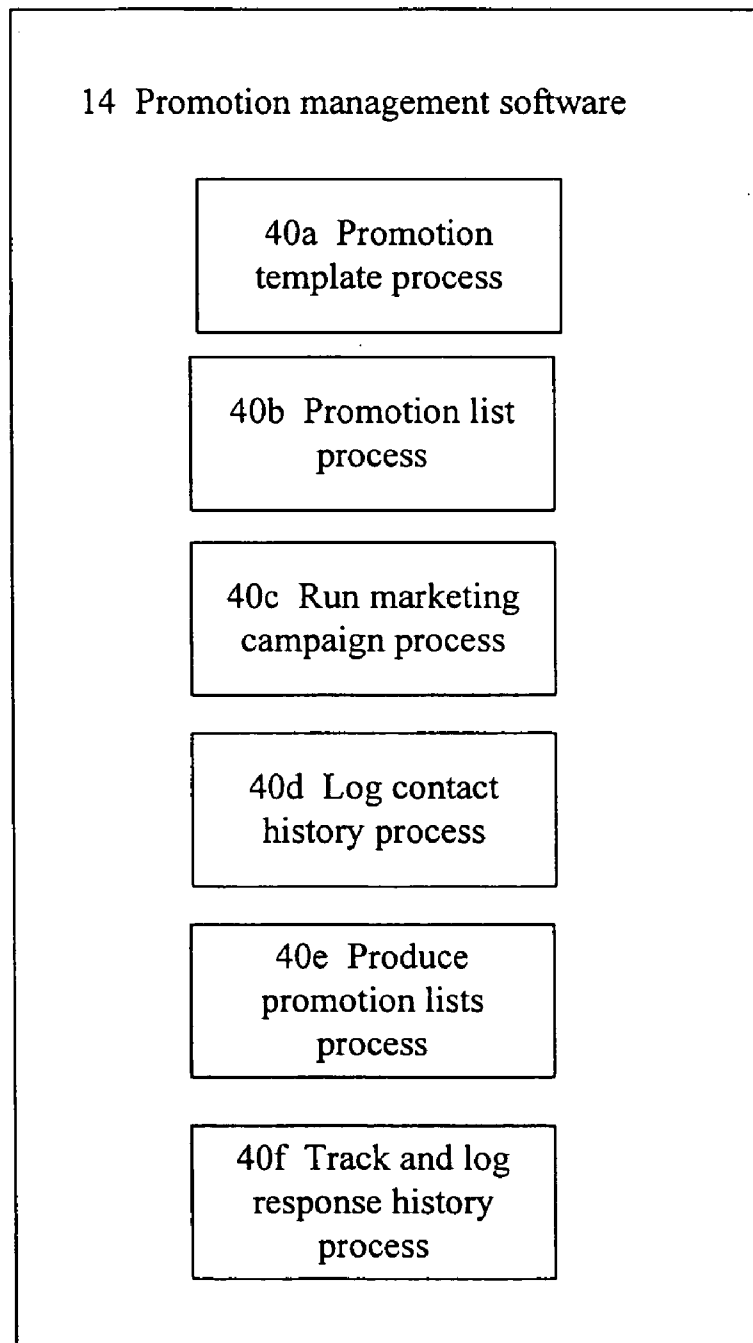 14 Promotion management software
40a Promotion
template process
40b Promotion list
process
40c Run marketing
campaign process
40d Log contact
history process
40e Produce
promotion lists
process
40f Track and log
response history
process